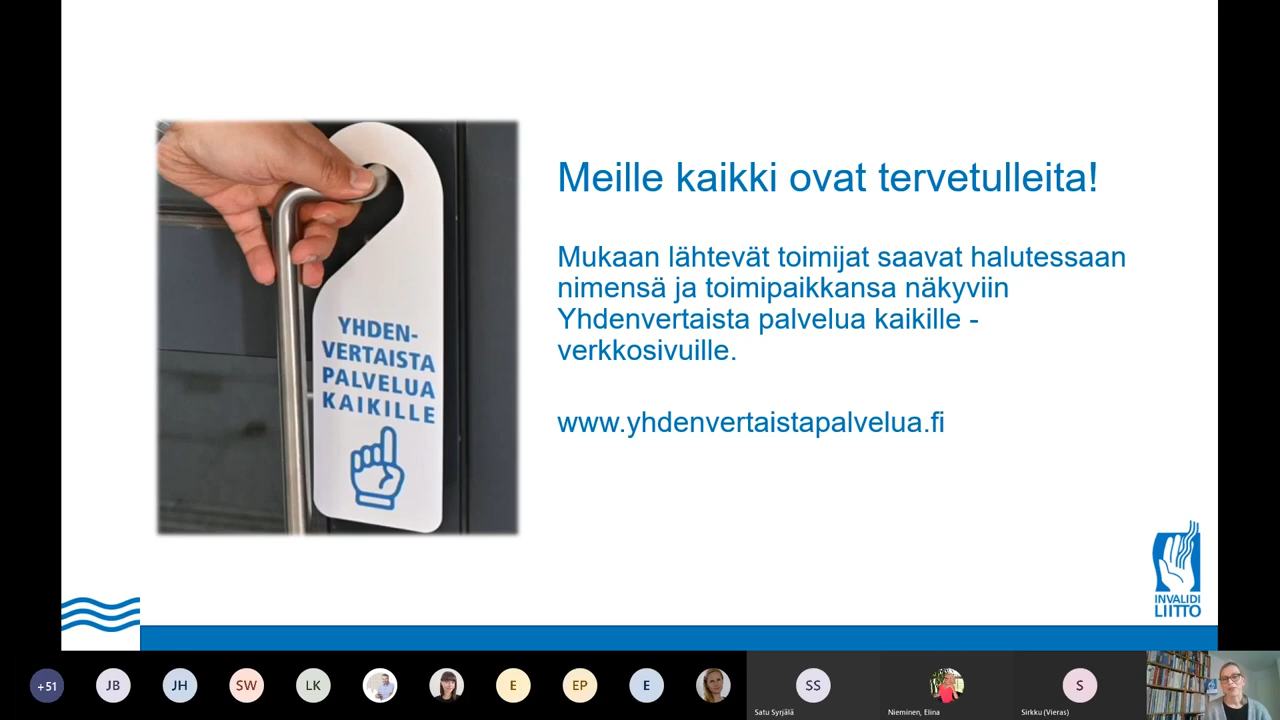 Meille kaikki ovat tervetulleita!
Mukaan lähtevät toimijat saavat halutessaan
nimensä ja toimipaikkansa näkyviin
Yhdenvertaista palvelua kaikille -
verkkosivuille.
www.yhdenvertaistapalvelua.fi
YHDEN-
VERTAISTA
PALVELUA
KAIKILLE
INVALIDI
LIITTO
+51
JB
JH
SW
LK
E
EP
E
SS
S
Satu Syrjälä
Nieminen, Elina
Sirkku (Vieras)